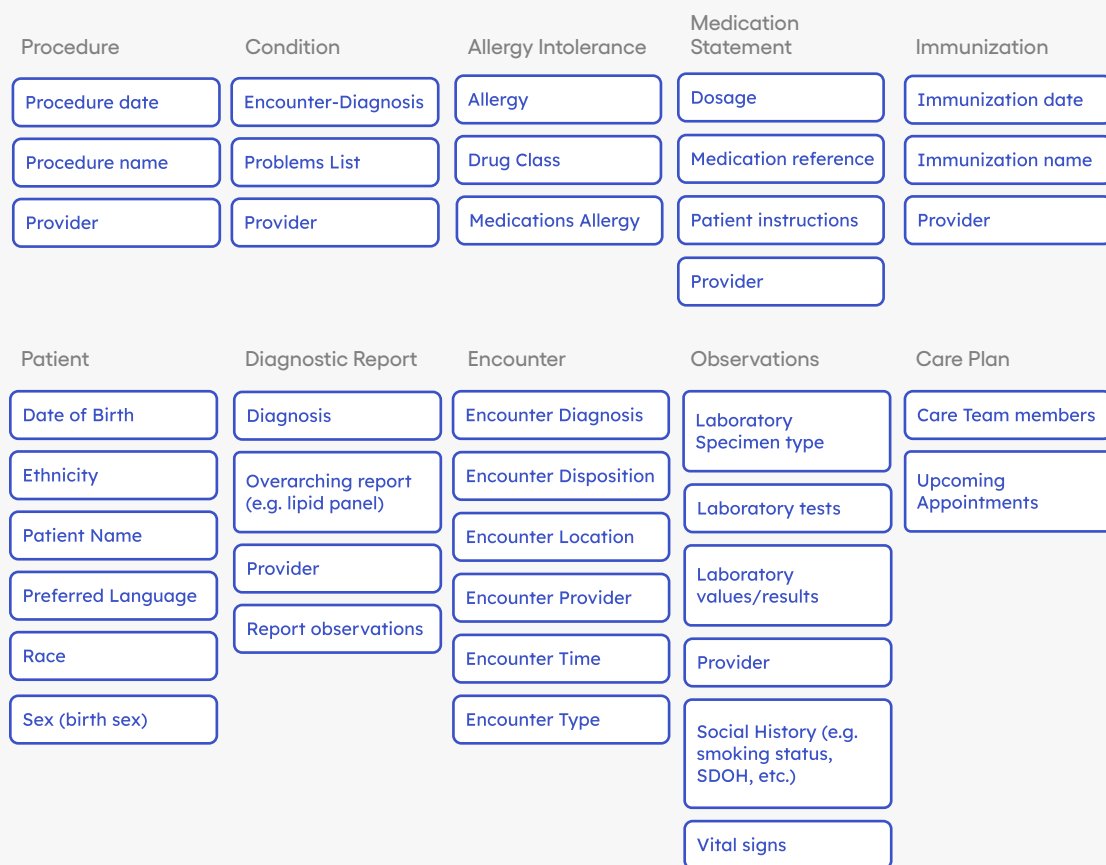 Procedure
Procedure date
Procedure name
Provider
Condition
Encounter-Diagnosis
Problems List
Provider
Allergy Intolerance
Allergy
Drug Class
Medications Allergy
Medication
Statement
Dosage
Medication reference
Patient instructions
Provider
Immunization
Immunization date
Immunization name
Provider
Patient
Date of Birth
Ethnicity
Patient Name
Preferred Language
Race
Sex (birth sex)
Diagnostic Report
Diagnosis
Overarching report
(e.g. lipid panel)
Provider
Report observations
Encounter
Encounter Diagnosis
Encounter Disposition
Encounter Location
Encounter Provider
Encounter Time
Encounter Type
Observations
Laboratory
Specimen type
Laboratory tests
Laboratory
values/results
Provider
Social History (e.g.
smoking status,
SDOH, etc.)
Vital signs
Care Plan
Care Team members
Upcoming
Appointments